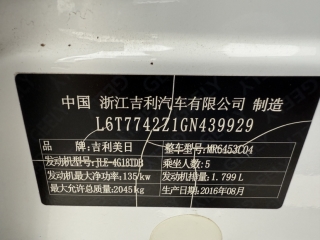 中国 浙江吉利汽车有限公司 制造
L6T7742Z1GN439929
品牌:吉利美日 整车型号:MR6453C04
发动机型号:JLE-4G18TDB 乘坐人数:5
发动机最大净功率:135/kw 发动机排量:1.799 L
最大允许总质量:2045kg 生产日期:2016年08月